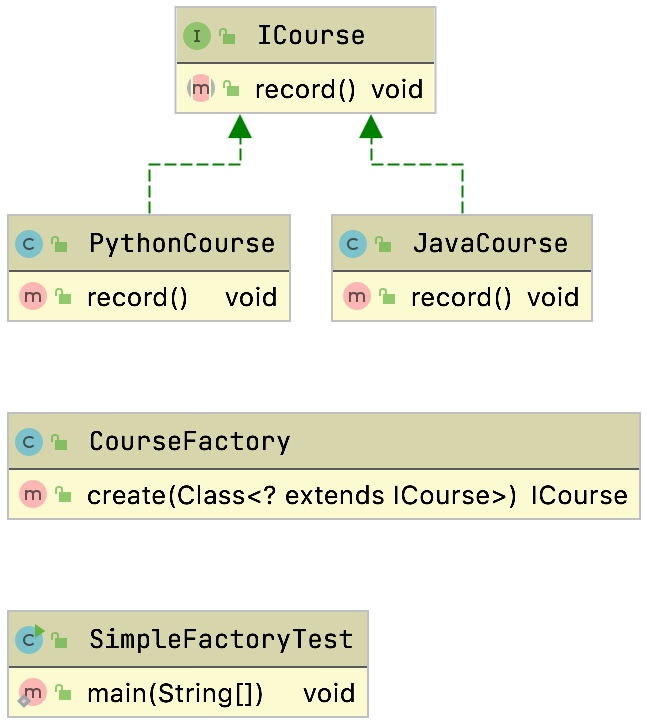 I ICourse
m record() void
C PythonCourse
m record() void
C JavaCourse
m record() void
C CourseFactory
m create(Class<? extends ICourse>) ICourse
C SimpleFactoryTest
m main(String[]) void